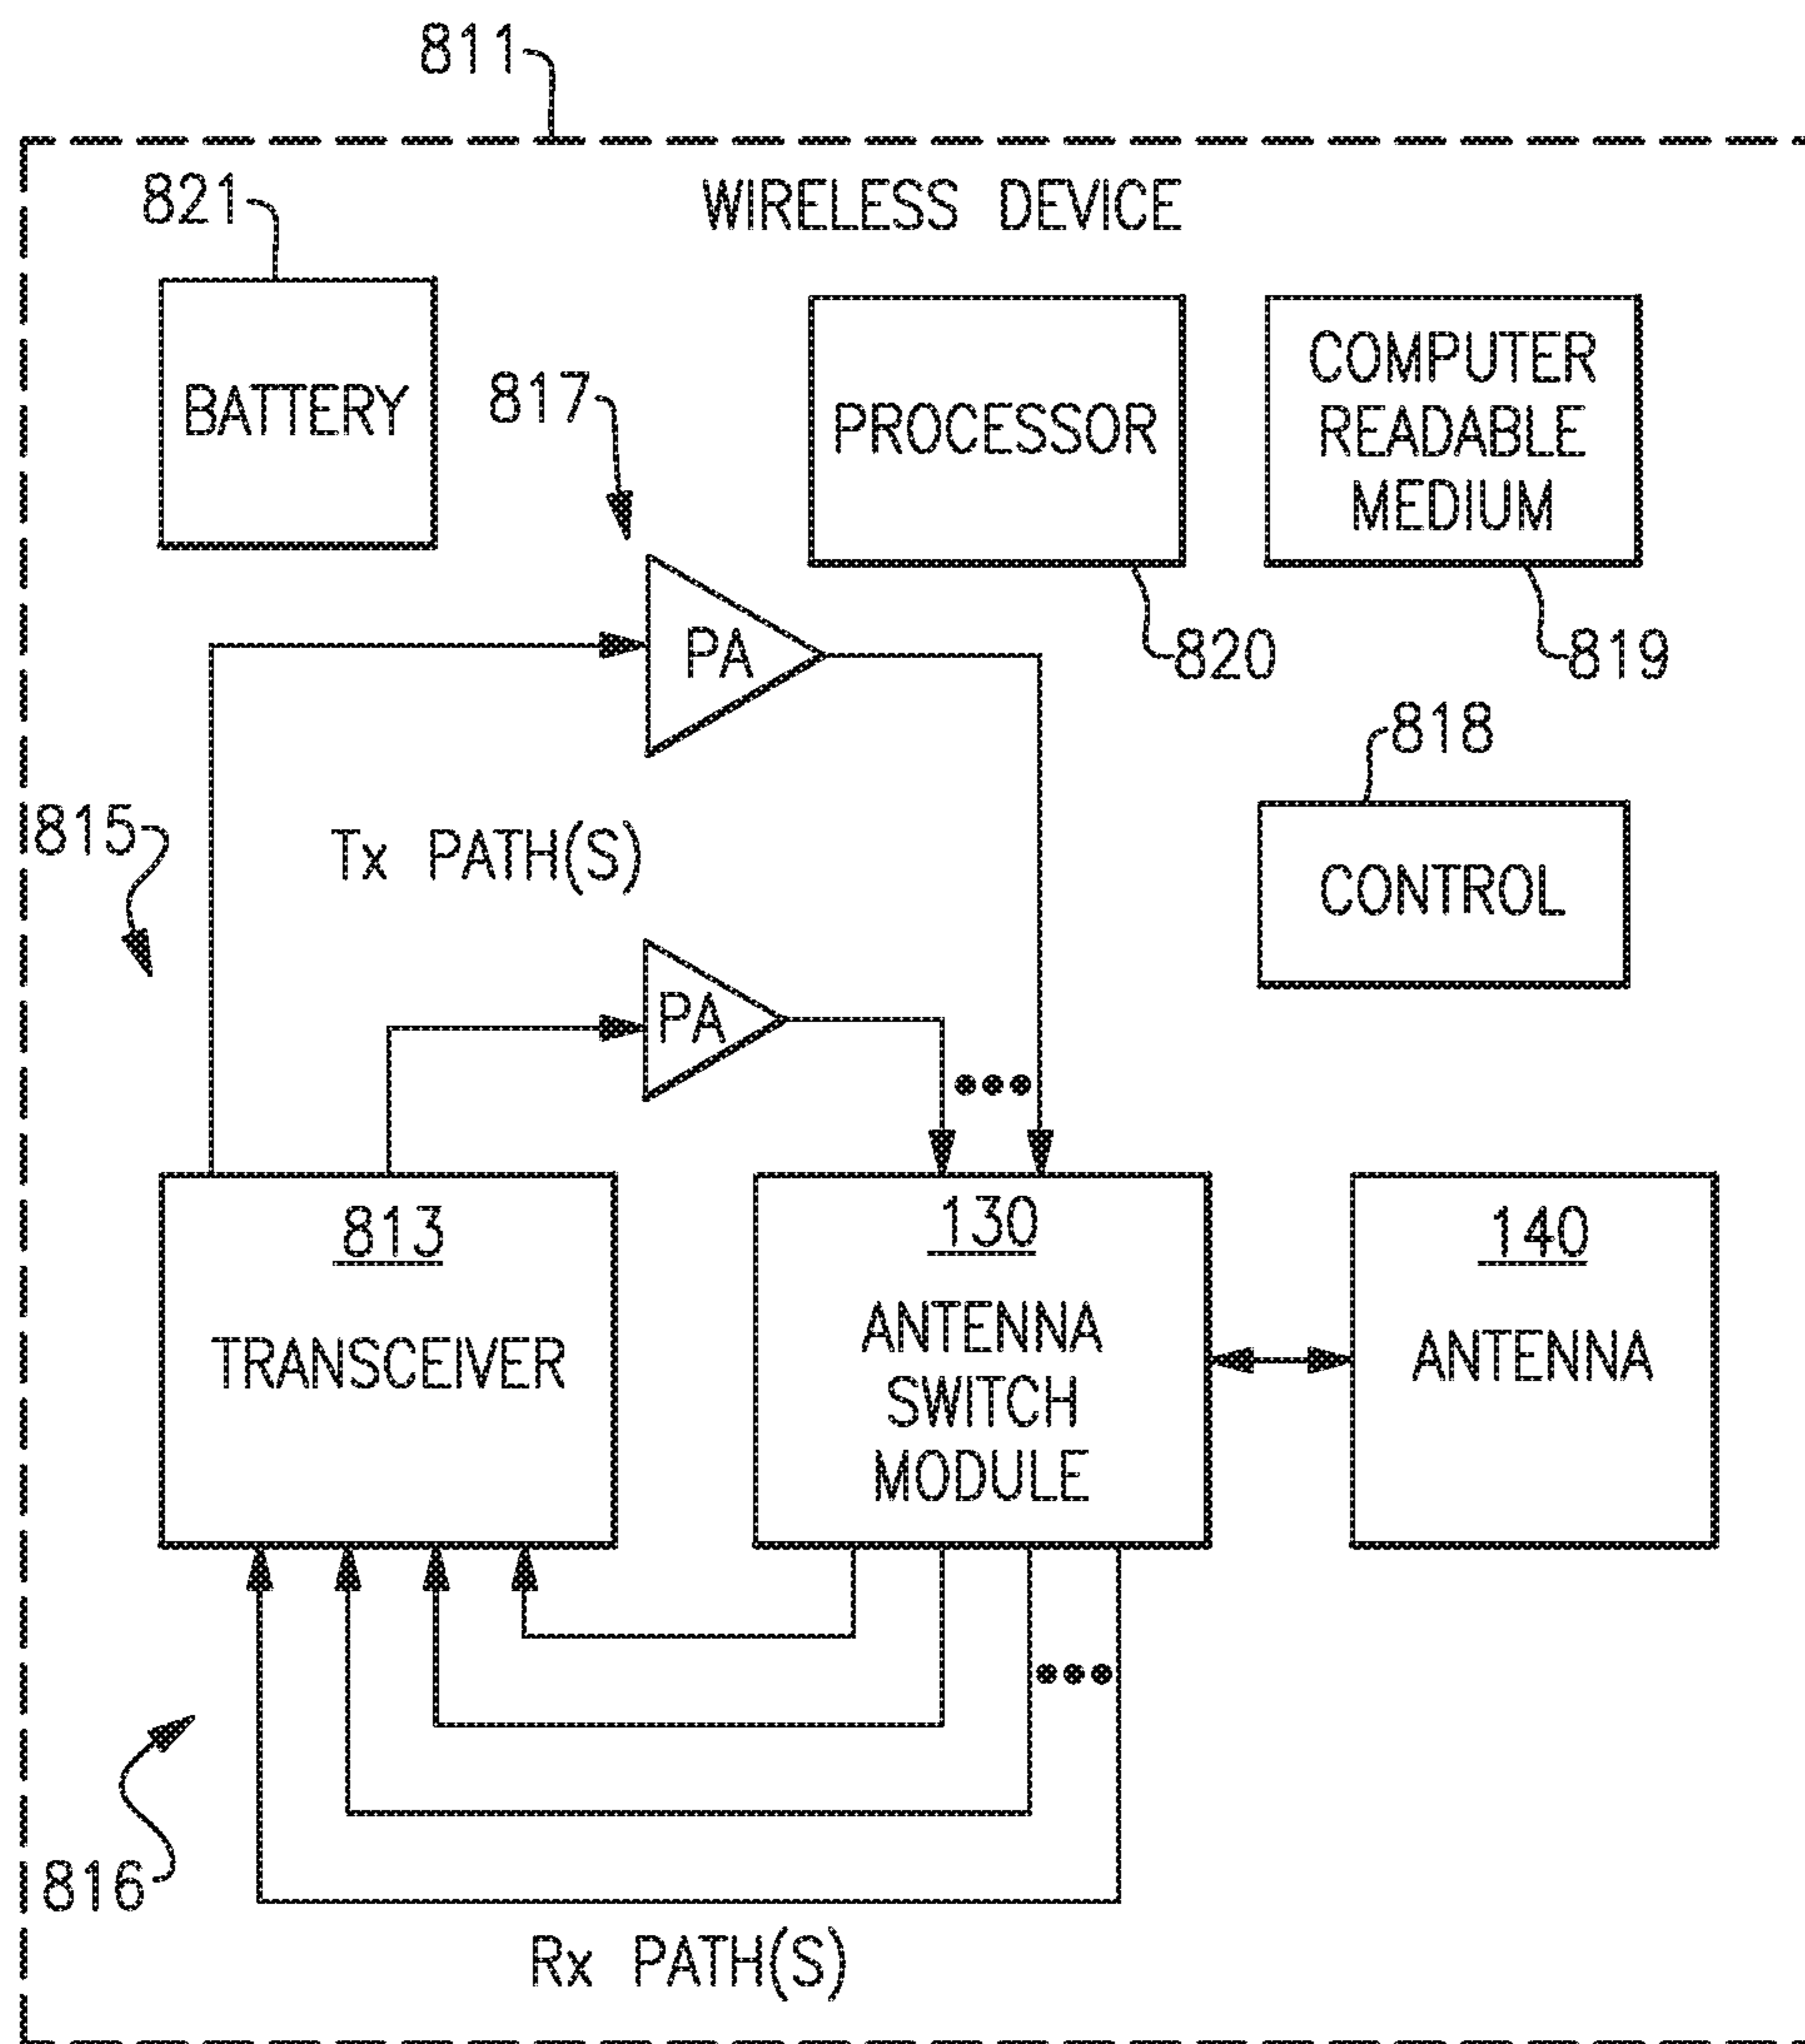 811
WIRELESS DEVICE
821
BATTERY
817
PROCESSOR
820
COMPUTER
READABLE
MEDIUM
819
PA
818
CONTROL
815
Tx PATH(S)
PA
813
TRANSCEIVER
130
ANTENNA
SWITCH
MODULE
140
ANTENNA
816
Rx PATH(S)